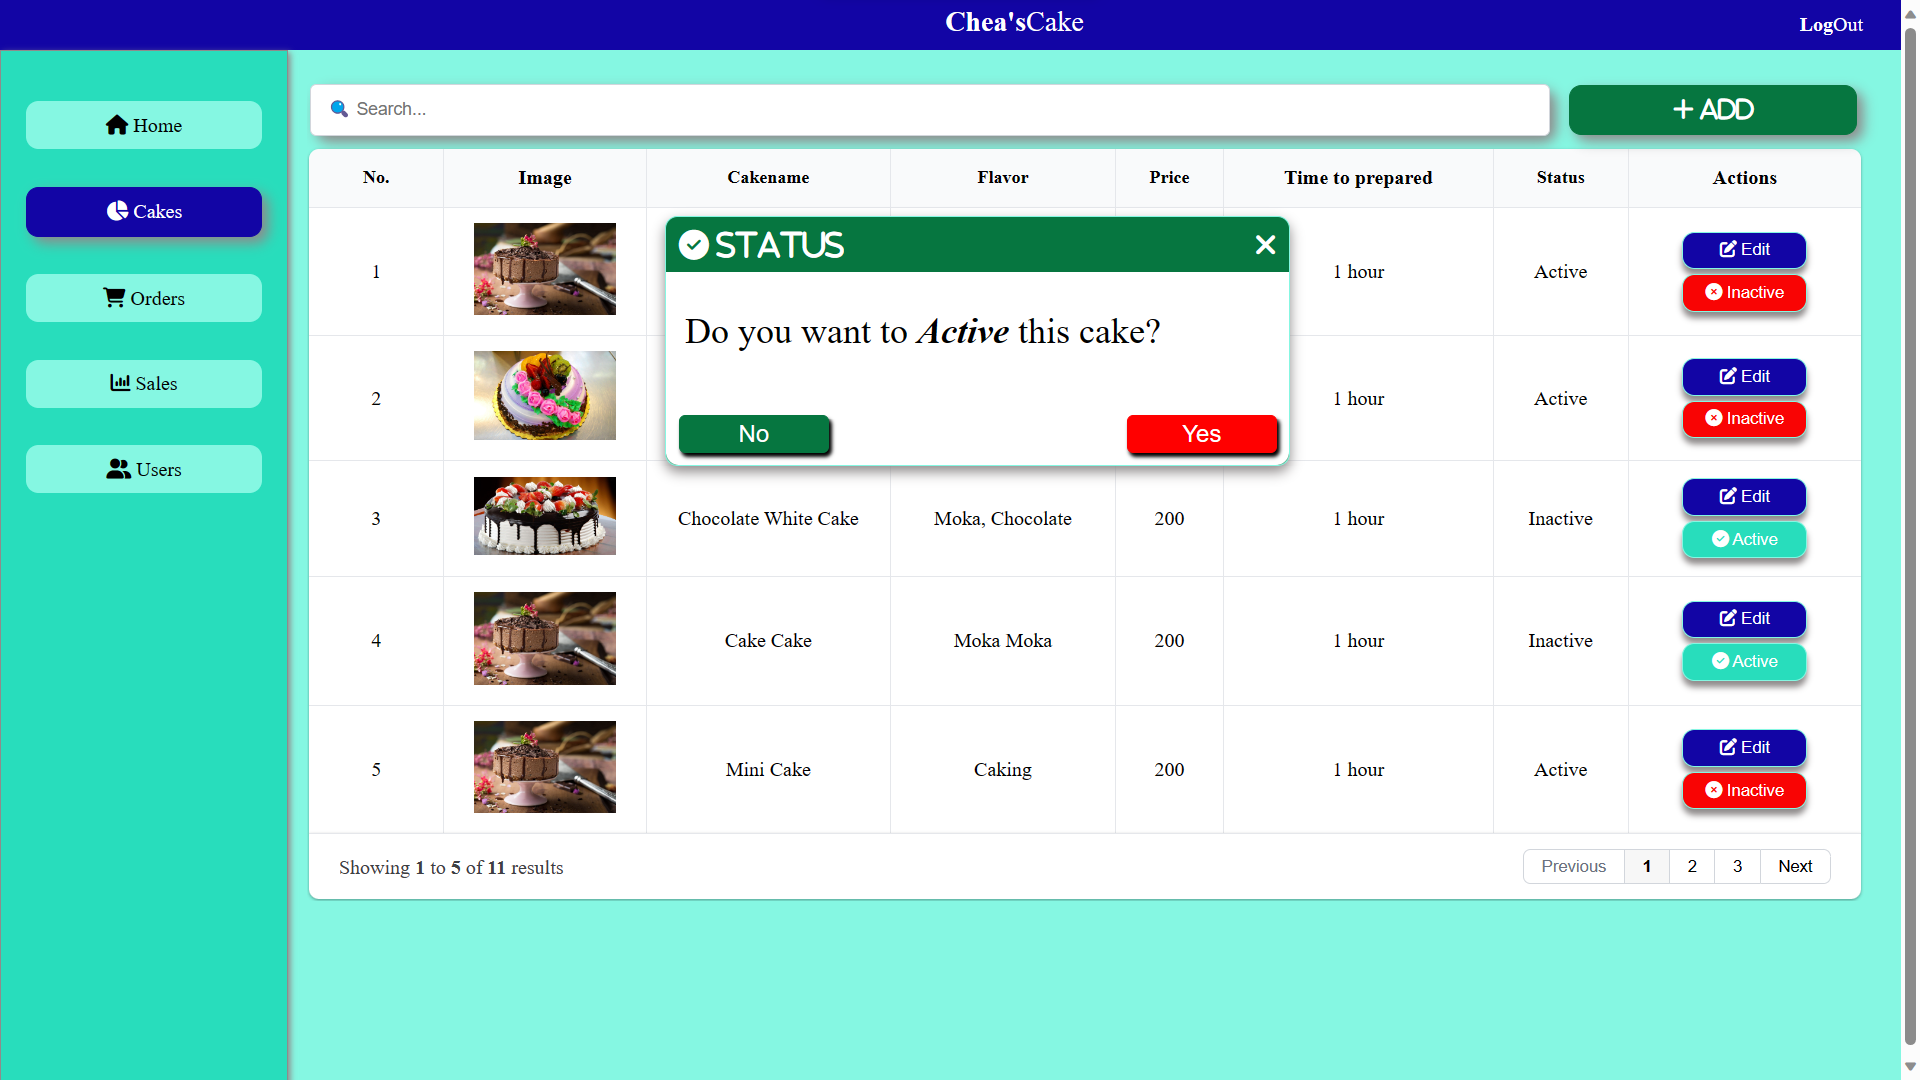 Chea'sCake
LogOut
Home
Cakes
Orders
Sales
Users
Search...
+ ADD
No. Image Cakename Flavor Price Time to prepared Status Actions
STATUS
Do you want to Active this cake?
No Yes
1 1 hour Active Edit Inactive
2 1 hour Active Edit Inactive
3 Chocolate White Cake Moka, Chocolate 200 1 hour Inactive Edit Active
4 Cake Cake Moka Moka 200 1 hour Inactive Edit Active
5 Mini Cake Caking 200 1 hour Active Edit Inactive
Showing 1 to 5 of 11 results
Previous 1 2 3 Next